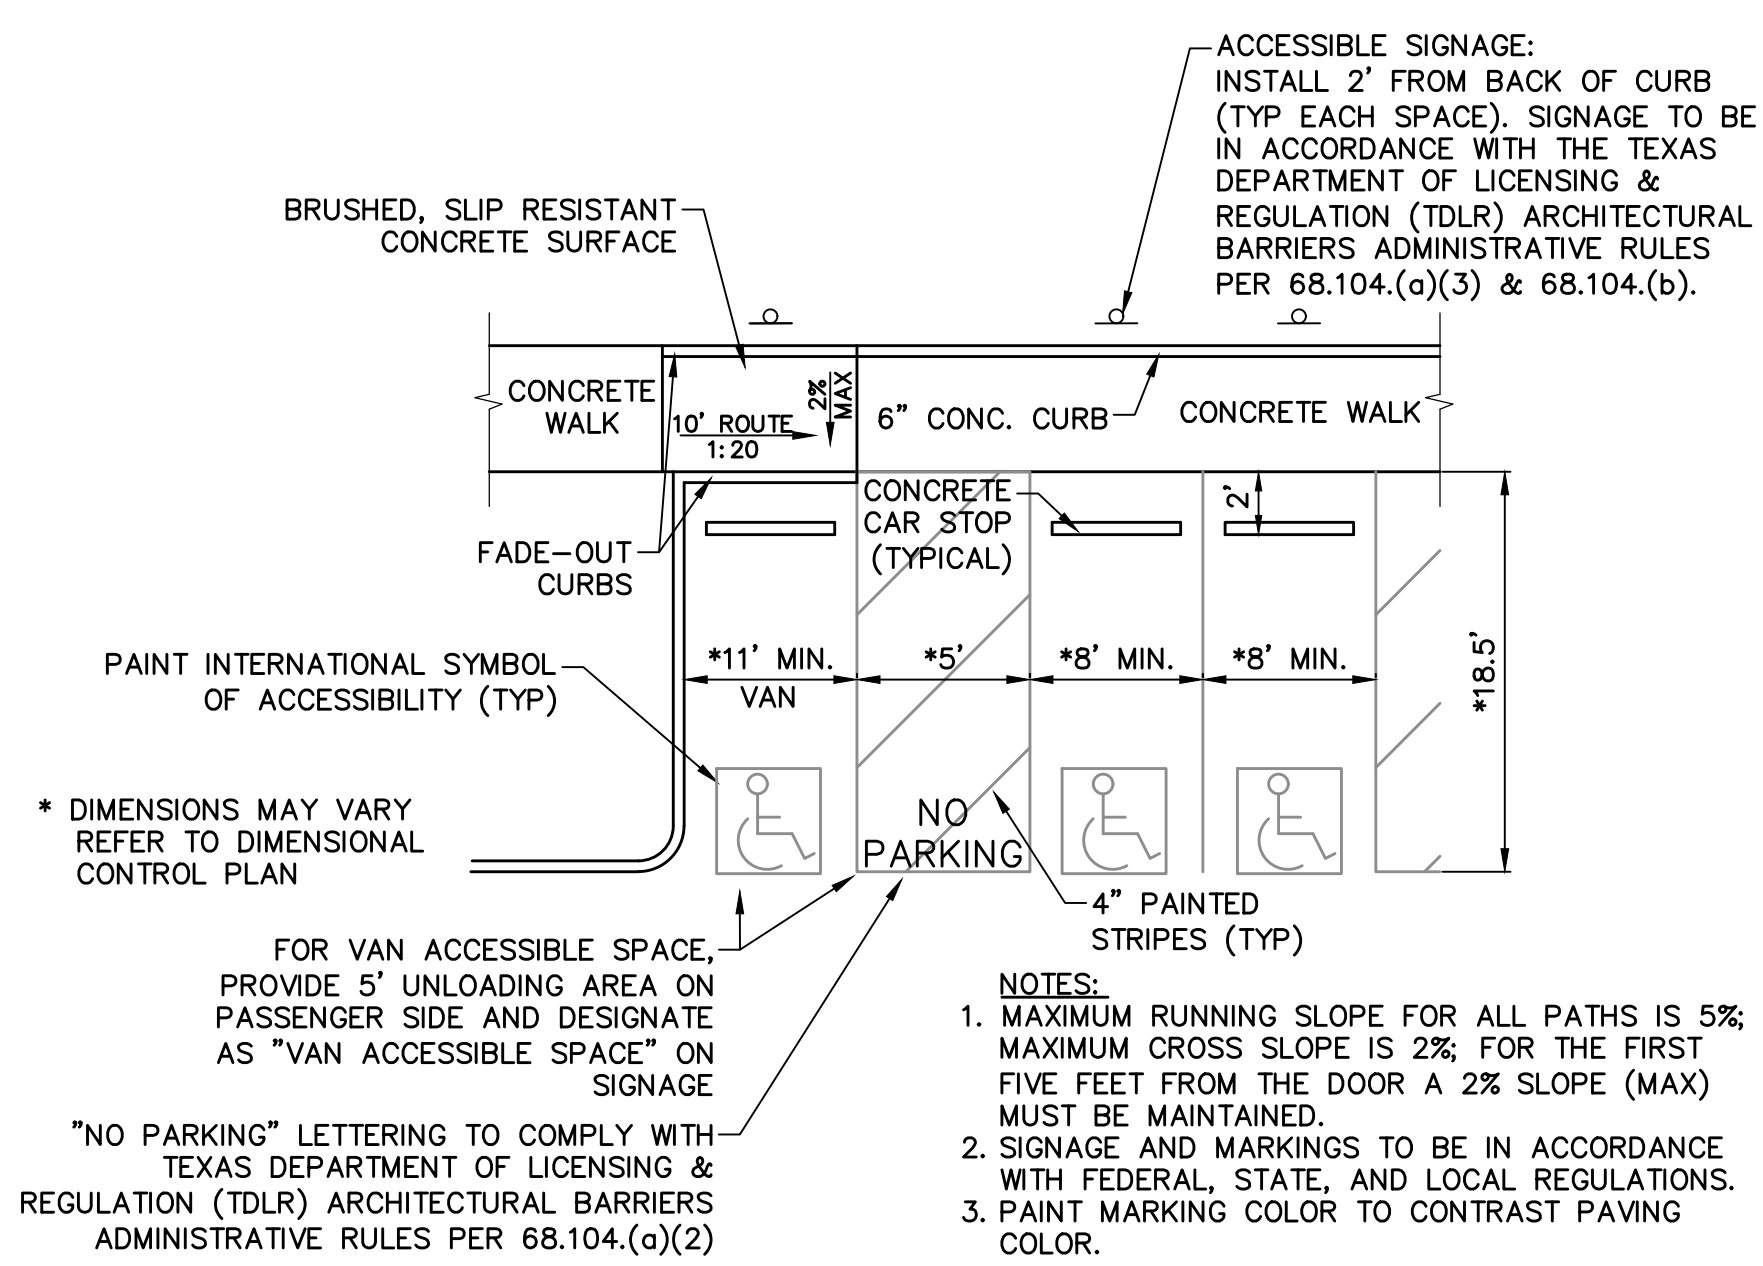 ACCESSIBLE SIGNAGE:
INSTALL 2' FROM BACK OF CURB
(TYP EACH SPACE). SIGNAGE TO BE
IN ACCORDANCE WITH THE TEXAS
DEPARTMENT OF LICENSING &
REGULATION (TDLR) ARCHITECTURAL
BARRIERS ADMINISTRATIVE RULES
PER 68.104.(a)(3) & 68.104.(b).
BRUSHED, SLIP RESISTANT
CONCRETE SURFACE
CONCRETE
WALK
10' ROUTE
1:20
2%
MAX
6" CONC. CURB
CONCRETE WALK
CONCRETE
CAR STOP
(TYPICAL)
2'
FADE-OUT
CURBS
PAINT INTERNATIONAL SYMBOL
OF ACCESSIBILITY (TYP)
*11' MIN.
VAN
*5'
*8' MIN.
*8' MIN.
*18.5'
* DIMENSIONS MAY VARY
REFER TO DIMENSIONAL
CONTROL PLAN
NO
PARKING
4" PAINTED
STRIPES (TYP)
FOR VAN ACCESSIBLE SPACE,
PROVIDE 5' UNLOADING AREA ON
PASSENGER SIDE AND DESIGNATE
AS "VAN ACCESSIBLE SPACE" ON
SIGNAGE
"NO PARKING" LETTERING TO COMPLY WITH
TEXAS DEPARTMENT OF LICENSING &
REGULATION (TDLR) ARCHITECTURAL BARRIERS
ADMINISTRATIVE RULES PER 68.104.(a)(2)
NOTES:
1. MAXIMUM RUNNING SLOPE FOR ALL PATHS IS 5%;
MAXIMUM CROSS SLOPE IS 2%; FOR THE FIRST
FIVE FEET FROM THE DOOR A 2% SLOPE (MAX)
MUST BE MAINTAINED.
2. SIGNAGE AND MARKINGS TO BE IN ACCORDANCE
WITH FEDERAL, STATE, AND LOCAL REGULATIONS.
3. PAINT MARKING COLOR TO CONTRAST PAVING
COLOR.